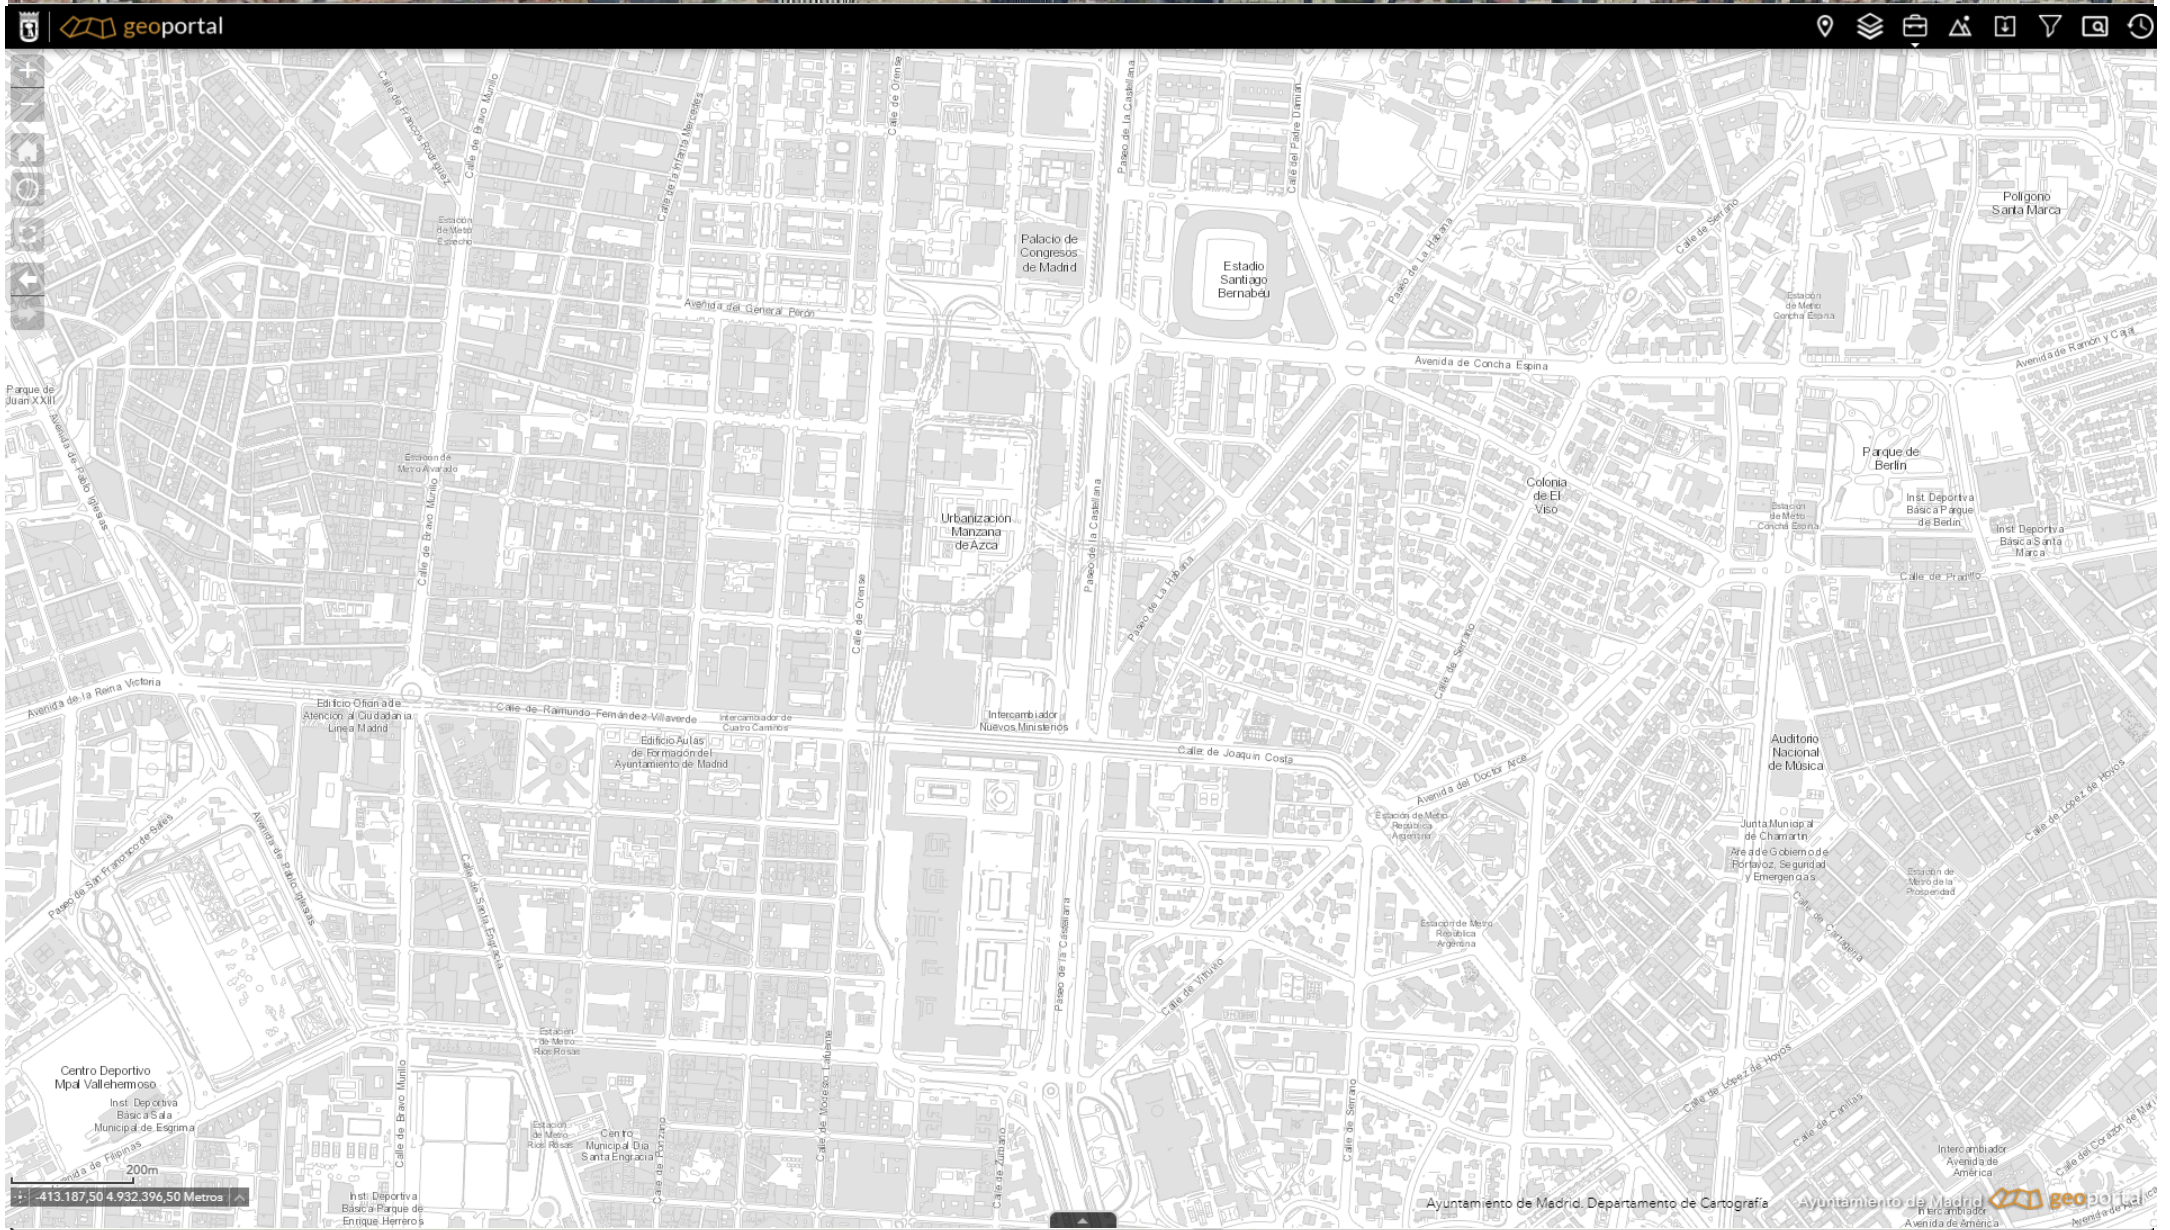 geoportal
Calle de Francos Rodriguez
Calle de Bravo Murillo
Calle de la Infanta Mercedes
Calle de Orense
Paseo de la Castellana
Calle del Padre Damian
Estación
de Metro
Estrecho
Palacio de
Congresos
de Madrid
Estadio
Santiago
Bernabéu
Paseo de La Habana
Calle de Serrano
Polígono
Santa Marca
Estación
de Metro
Concha Espina
Avenida del General Perón
Avenida de Concha Espina
Avenida de Ramón y Cajal
Parque de
Juan XXIII
Avenida de Pablo Iglesias
Estación de
Metro Alvarado
Calle de Bravo Murillo
Urbanización
Manzana
de Azca
Paseo de la Castellana
Colonia
de El
Viso
Parque de
Berlín
Estación
de Metro
Concha Espina
Inst. Deportiva
Básica Parque
de Berlín
Inst. Deportiva
Básica Santa
Marca
Calle de Pradillo
Calle de Orense
Paseo de La Habana
Calle de Serrano
Avenida de la Reina Victoria
Edificio Oficina de
Atención al Ciudadanía
Línea Madrid
Calle de Raimundo Fernández Villaverde
Intercambiador de
Cuatro Caminos
Intercambiador
Nuevos Ministerios
Edificio Aulas
de Formación del
Ayuntamiento de Madrid
Calle de Joaquín Costa
Avenida del Doctor Arce
Auditorio
Nacional
de Música
Calle de López de Hoyos
Estación de Metro
República
Argentina
Junta Municipal
de Chamartín
Área de Gobierno de
Portavoz, Seguridad
y Emergencias
Estación de
Metro de la
Prosperidad
Paseo de San Francisco de Sales
Avenida de Pablo Iglesias
Calle de Santa Engracia
Paseo de la Castellana
Calle de Vitruvio
Estación de Metro
República
Argentina
Calle de Cartagena
Centro Deportivo
Mpal Vallehermoso
Inst. Deportiva
Básica Sala
Municipal de Esgrima
Estación
de Metro
Ríos Rosas
Calle de Modesto Lafuente
Calle de López de Hoyos
Calle de Canillas
Calle de Bravo Murillo
Estación
de Metro
Ríos Rosas
Centro
Municipal Día
Santa Engracia
Calle de Ponzano
Calle de Zurbano
Calle de Serrano
Intercambiador
Avenida de
América
200m
-413.187,50 4.932.396,50 Metros
Inst. Deportiva
Básica Parque de
Enrique Herreros
Ayuntamiento de Madrid. Departamento de Cartografía
Ayuntamiento de Madrid
geoportal
Intercambiador
Avenida de América